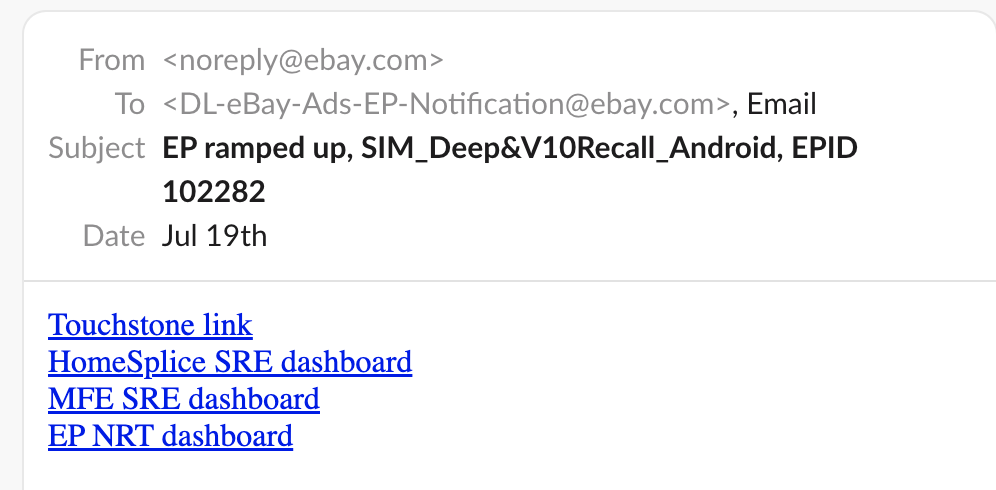 From <noreply@ebay.com>
To <DL-eBay-Ads-EP-Notification@ebay.com>, Email
Subject EP ramped up, SIM_Deep&V10Recall_Android, EPID
102282
Date Jul 19th
Touchstone link
HomeSplice SRE dashboard
MFE SRE dashboard
EP NRT dashboard